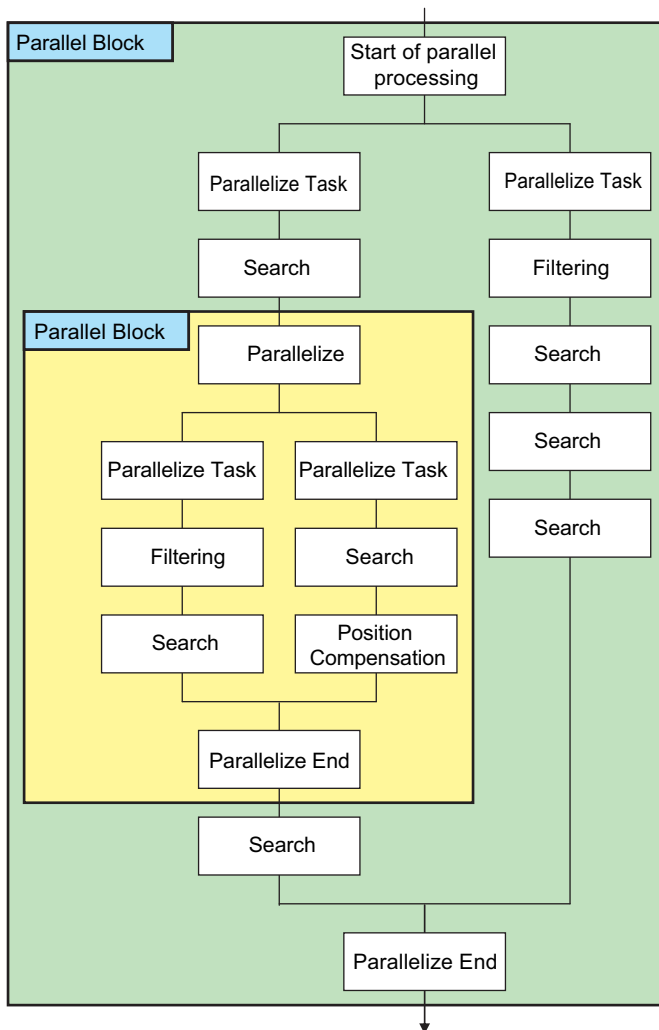 Parallel Block
Start of parallel
processing
Parallelize Task
Parallelize Task
Search
Filtering
Parallel Block
Parallelize
Search
Parallelize Task
Parallelize Task
Search
Filtering
Search
Search
Search
Position
Compensation
Parallelize End
Search
Parallelize End